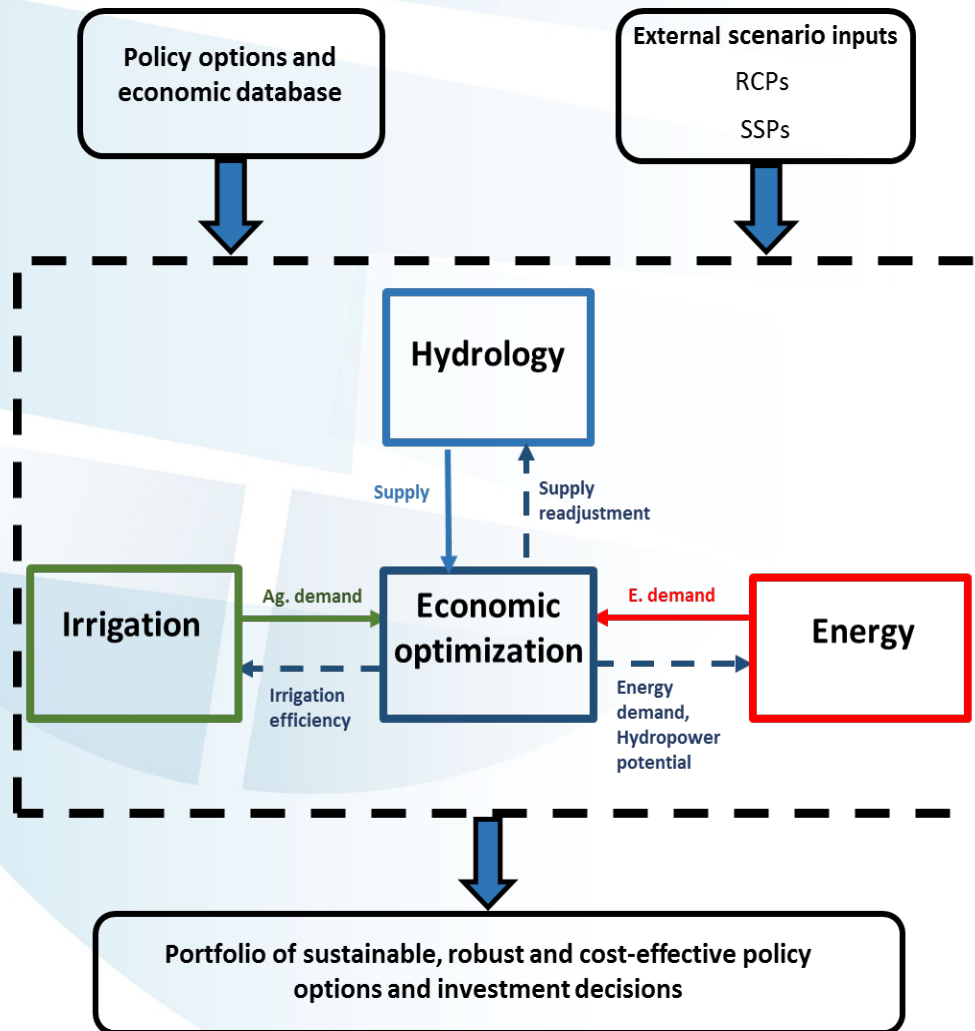 Policy options and
economic database
External scenario inputs
RCPs
SSPs
Hydrology
Supply
Supply
readjustment
Irrigation
Ag. demand
Irrigation
efficiency
Economic
optimization
E. demand
Energy
demand,
Hydropower
potential
Energy
Portfolio of sustainable, robust and cost-effective policy
options and investment decisions